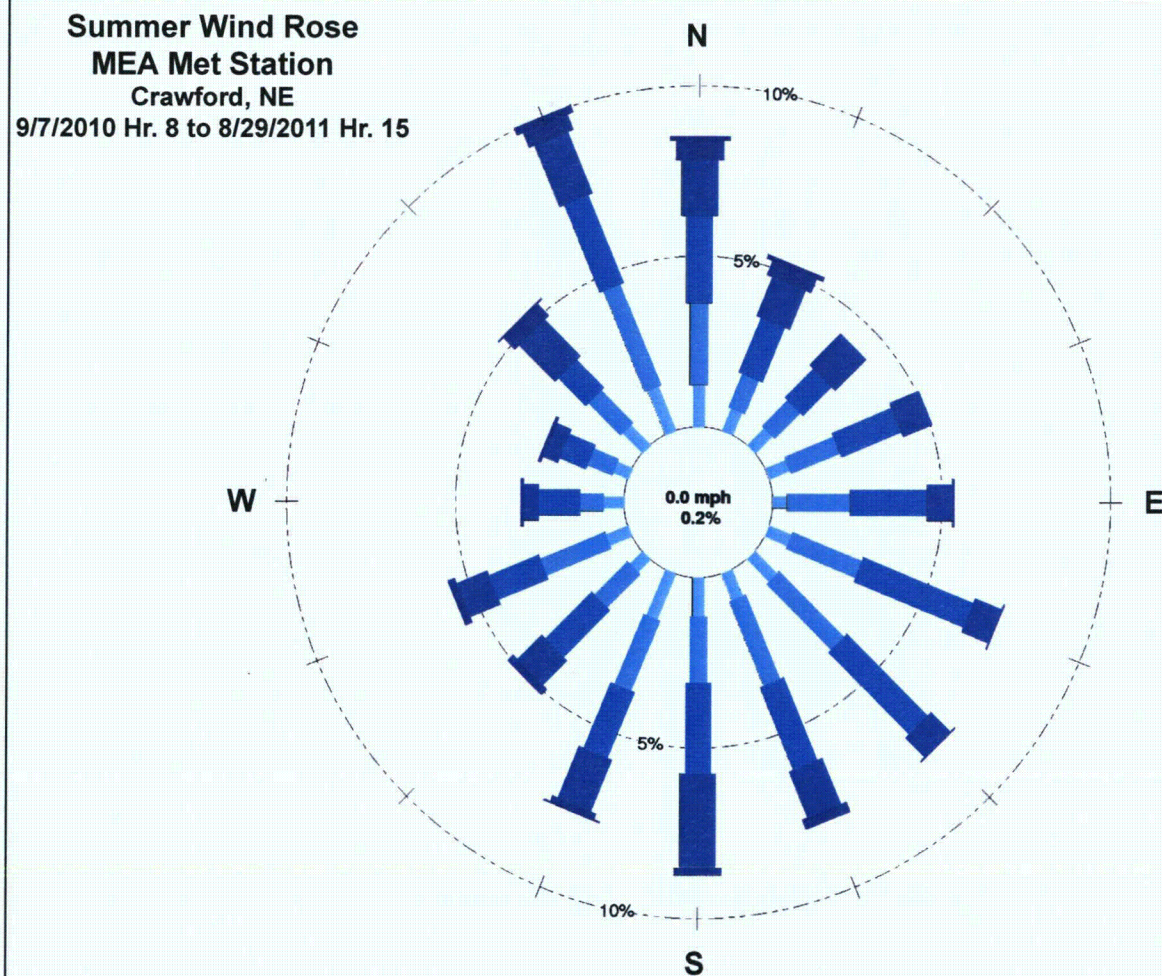 Summer Wind Rose
MEA Met Station
Crawford, NE
9/7/2010 Hr. 8 to 8/29/2011 Hr. 15
N
10%
5%
W
0.0 mph
0.2%
E
5%
10%
S